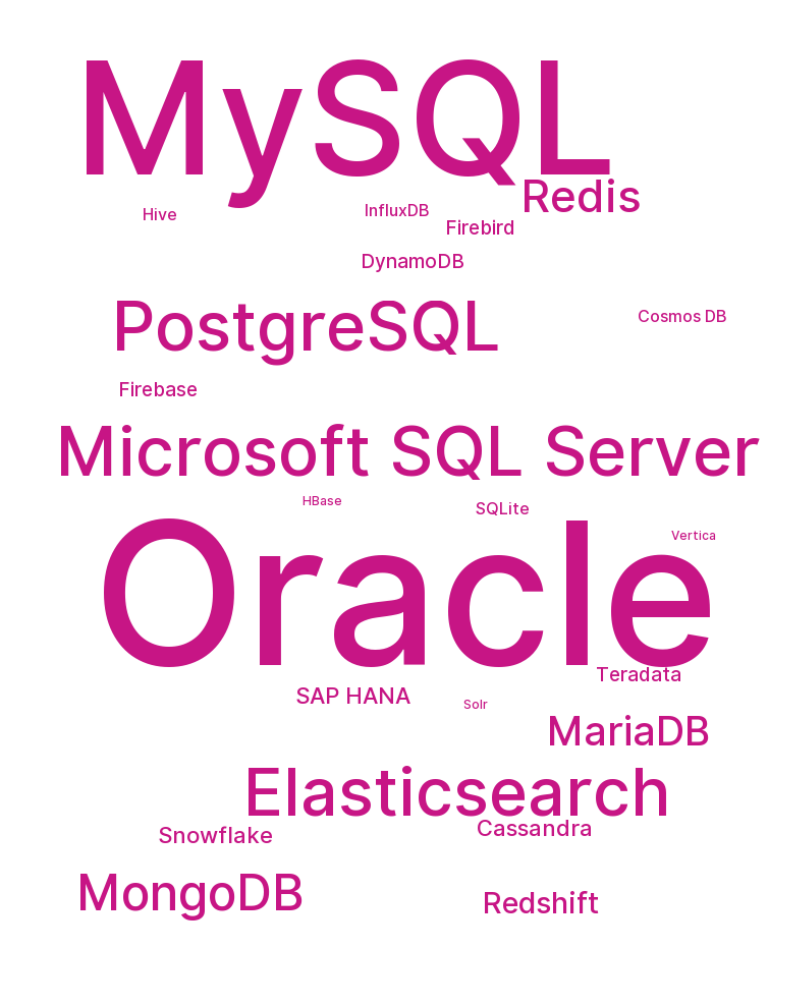 MySQL
Redis
Hive
InfluxDB
Firebird
DynamoDB
PostgreSQL
Cosmos DB
Firebase
Microsoft SQL Server
HBase
SQLite
Vertica
Oracle
Teradata
SAP HANA
Solr
MariaDB
Elasticsearch
Cassandra
Snowflake
MongoDB
Redshift